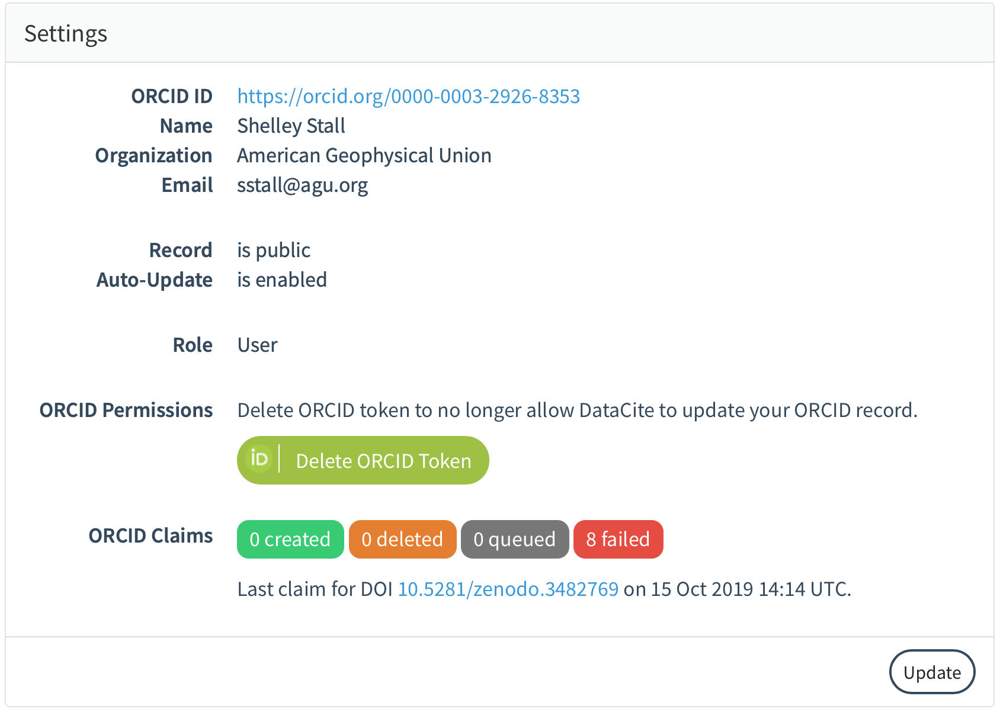 Settings
ORCID ID https://orcid.org/0000-0003-2926-8353
Name Shelley Stall
Organization American Geophysical Union
Email sstall@agu.org
Record is public
Auto-Update is enabled
Role User
ORCID Permissions Delete ORCID token to no longer allow DataCite to update your ORCID record.
iD Delete ORCID Token
ORCID Claims 0 created 0 deleted 0 queued 8 failed
Last claim for DOI 10.5281/zenodo.3482769 on 15 Oct 2019 14:14 UTC.
Update